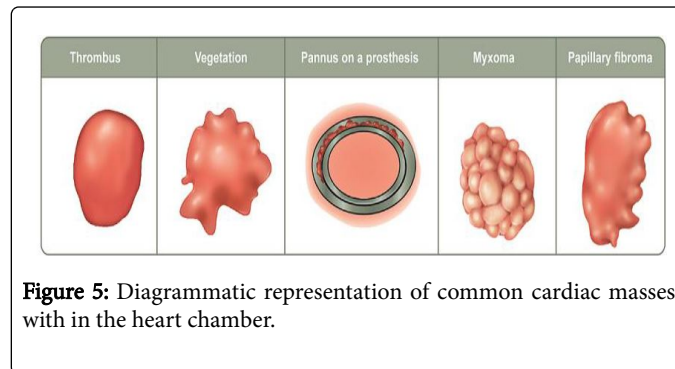 Thrombus Vegetation Pannus on a prosthesis Myxoma Papillary fibroma
Figure 5: Diagrammatic representation of common cardiac masses
with in the heart chamber.